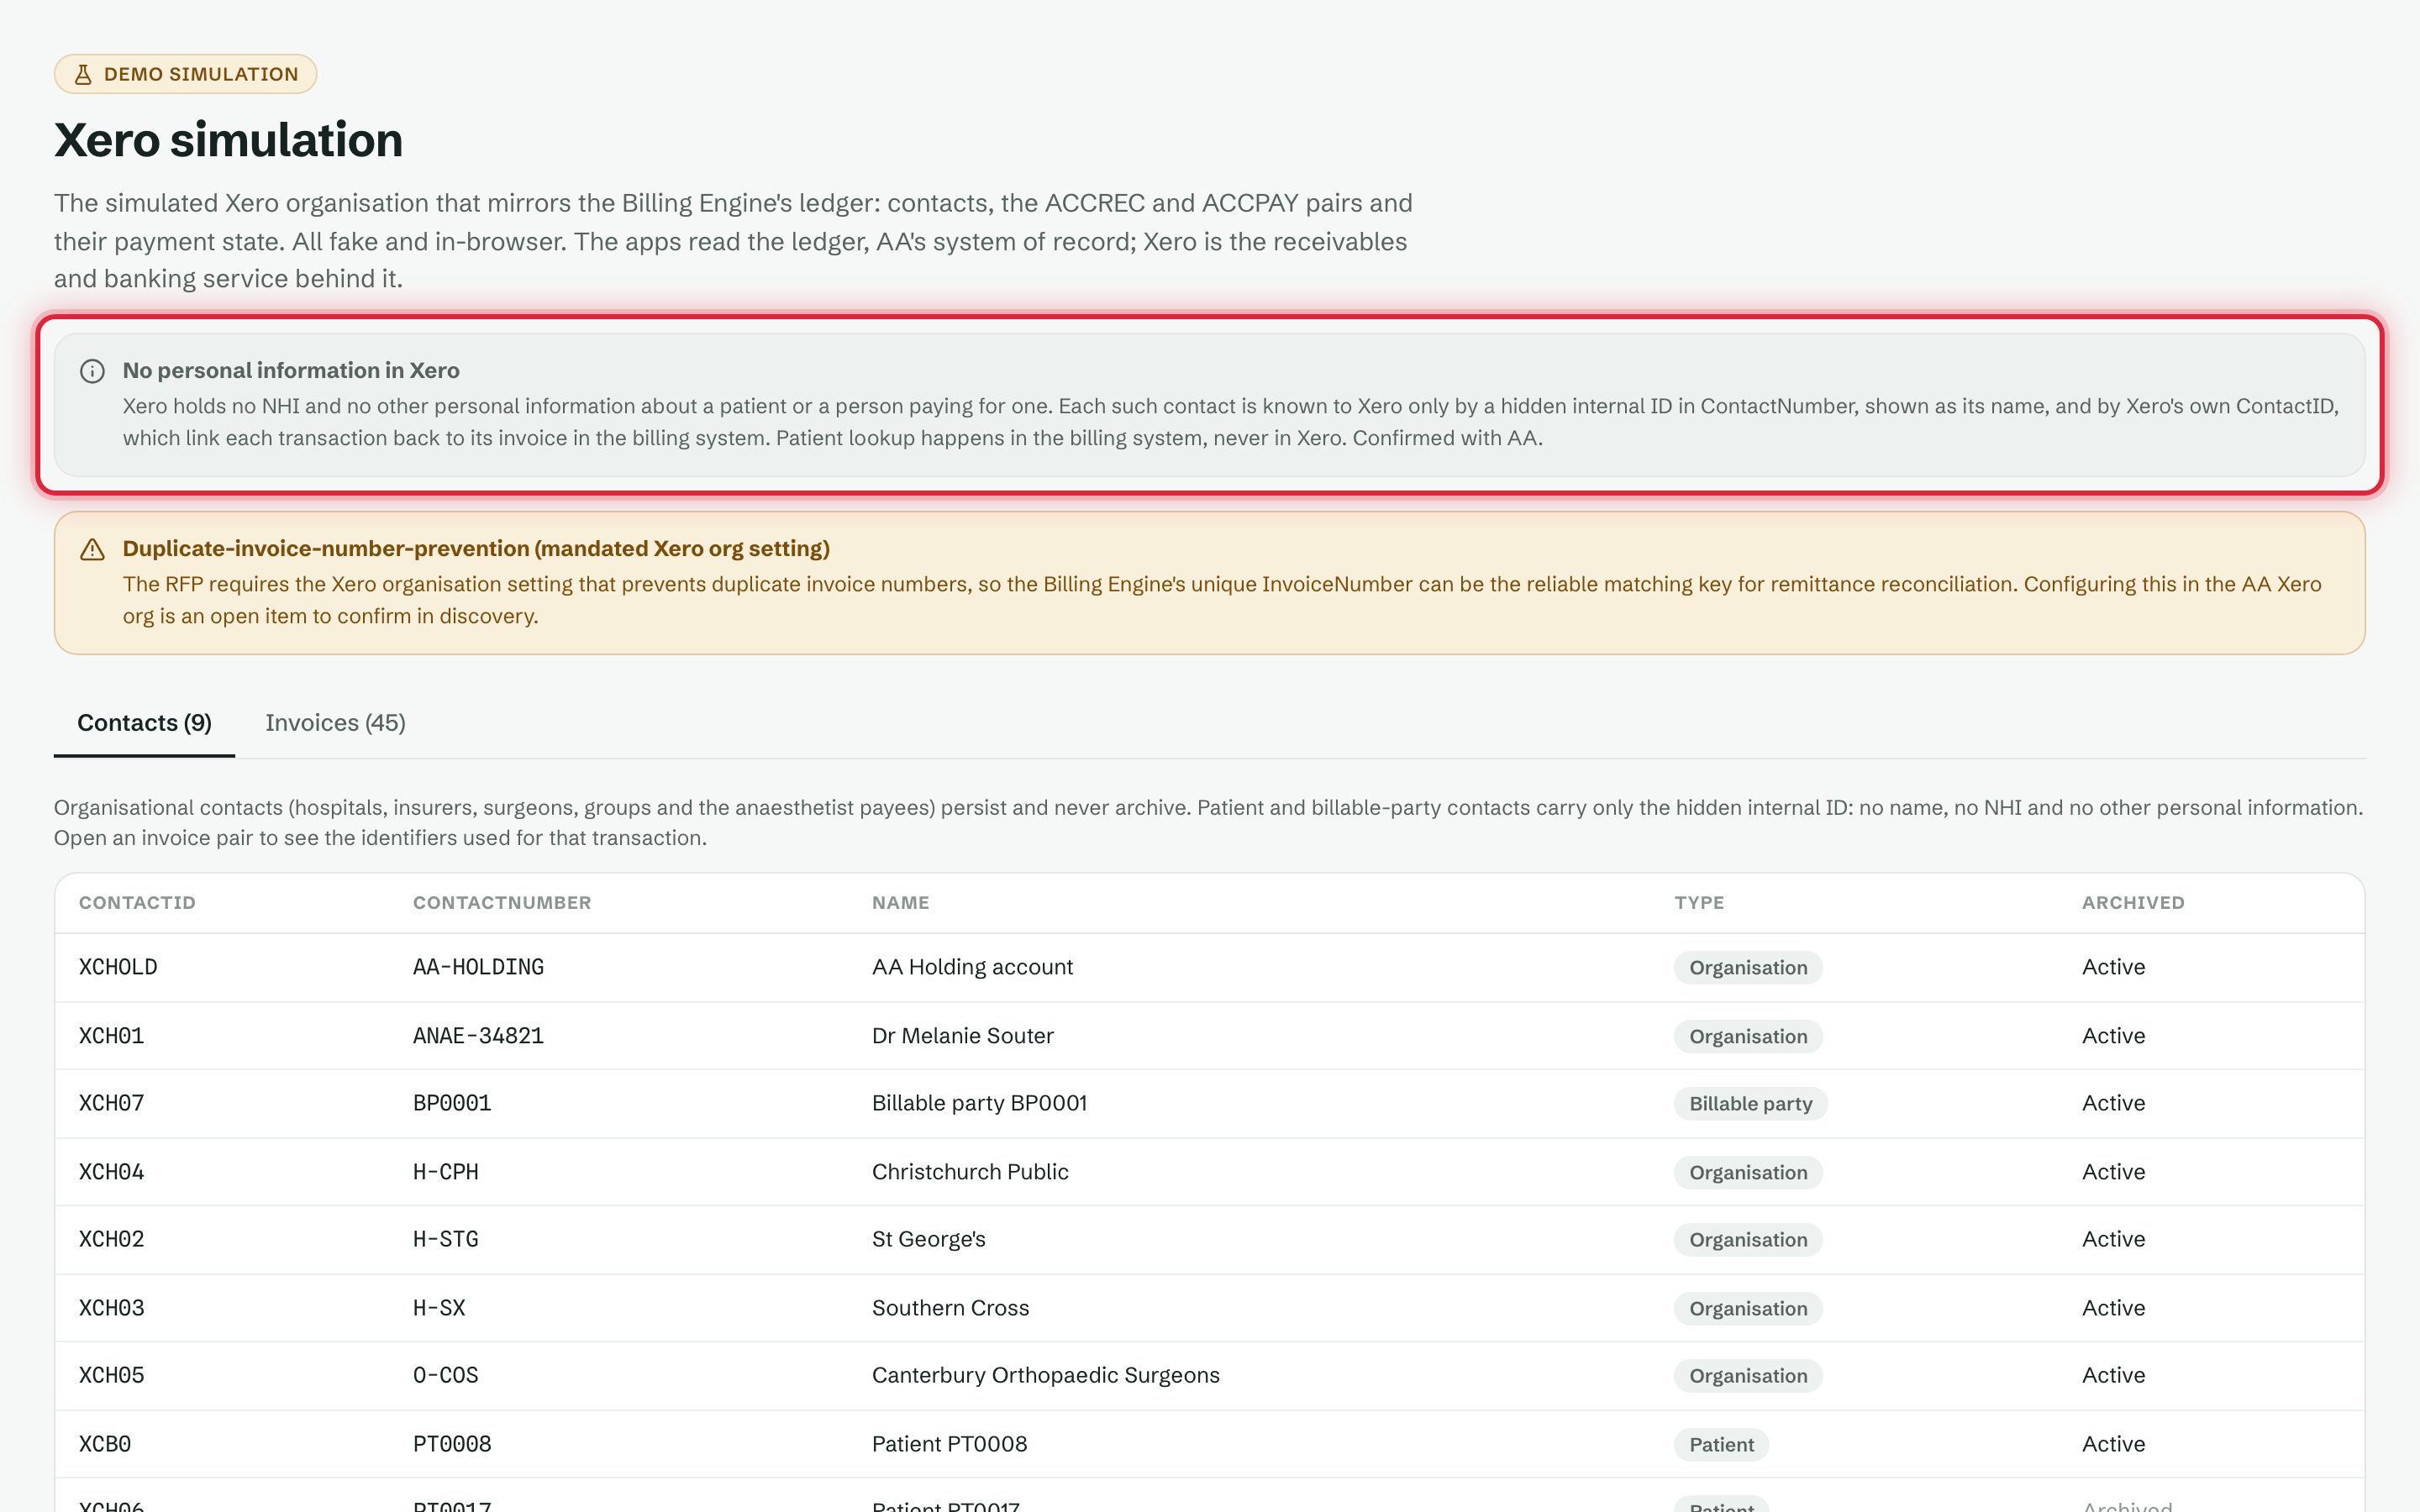 DEMO SIMULATION
Xero simulation
The simulated Xero organisation that mirrors the Billing Engine's ledger: contacts, the ACCREC and ACCPAY pairs and
their payment state. All fake and in-browser. The apps read the ledger, AA's system of record; Xero is the receivables
and banking service behind it.
No personal information in Xero
Xero holds no NHI and no other personal information about a patient or a person paying for one. Each such contact is known to Xero only by a hidden internal ID in ContactNumber, shown as its name, and by Xero's own ContactID,
which link each transaction back to its invoice in the billing system. Patient lookup happens in the billing system, never in Xero. Confirmed with AA.
Duplicate-invoice-number-prevention (mandated Xero org setting)
The RFP requires the Xero organisation setting that prevents duplicate invoice numbers, so the Billing Engine's unique InvoiceNumber can be the reliable matching key for remittance reconciliation. Configuring this in the AA Xero
org is an open item to confirm in discovery.
Contacts (9) Invoices (45)
Organisational contacts (hospitals, insurers, surgeons, groups and the anaesthetist payees) persist and never archive. Patient and billable-party contacts carry only the hidden internal ID: no name, no NHI and no other personal information.
Open an invoice pair to see the identifiers used for that transaction.
CONTACTID CONTACTNUMBER NAME TYPE ARCHIVED
XCHOLD AA-HOLDING AA Holding account Organisation Active
XCH01 ANAE-34821 Dr Melanie Souter Organisation Active
XCH07 BP0001 Billable party BP0001 Billable party Active
XCH04 H-CPH Christchurch Public Organisation Active
XCH02 H-STG St George's Organisation Active
XCH03 H-SX Southern Cross Organisation Active
XCH05 O-COS Canterbury Orthopaedic Surgeons Organisation Active
XCB0 PT0008 Patient PT0008 Patient Active
XCH06 PT0017 Patient PT0017 Patient Archived